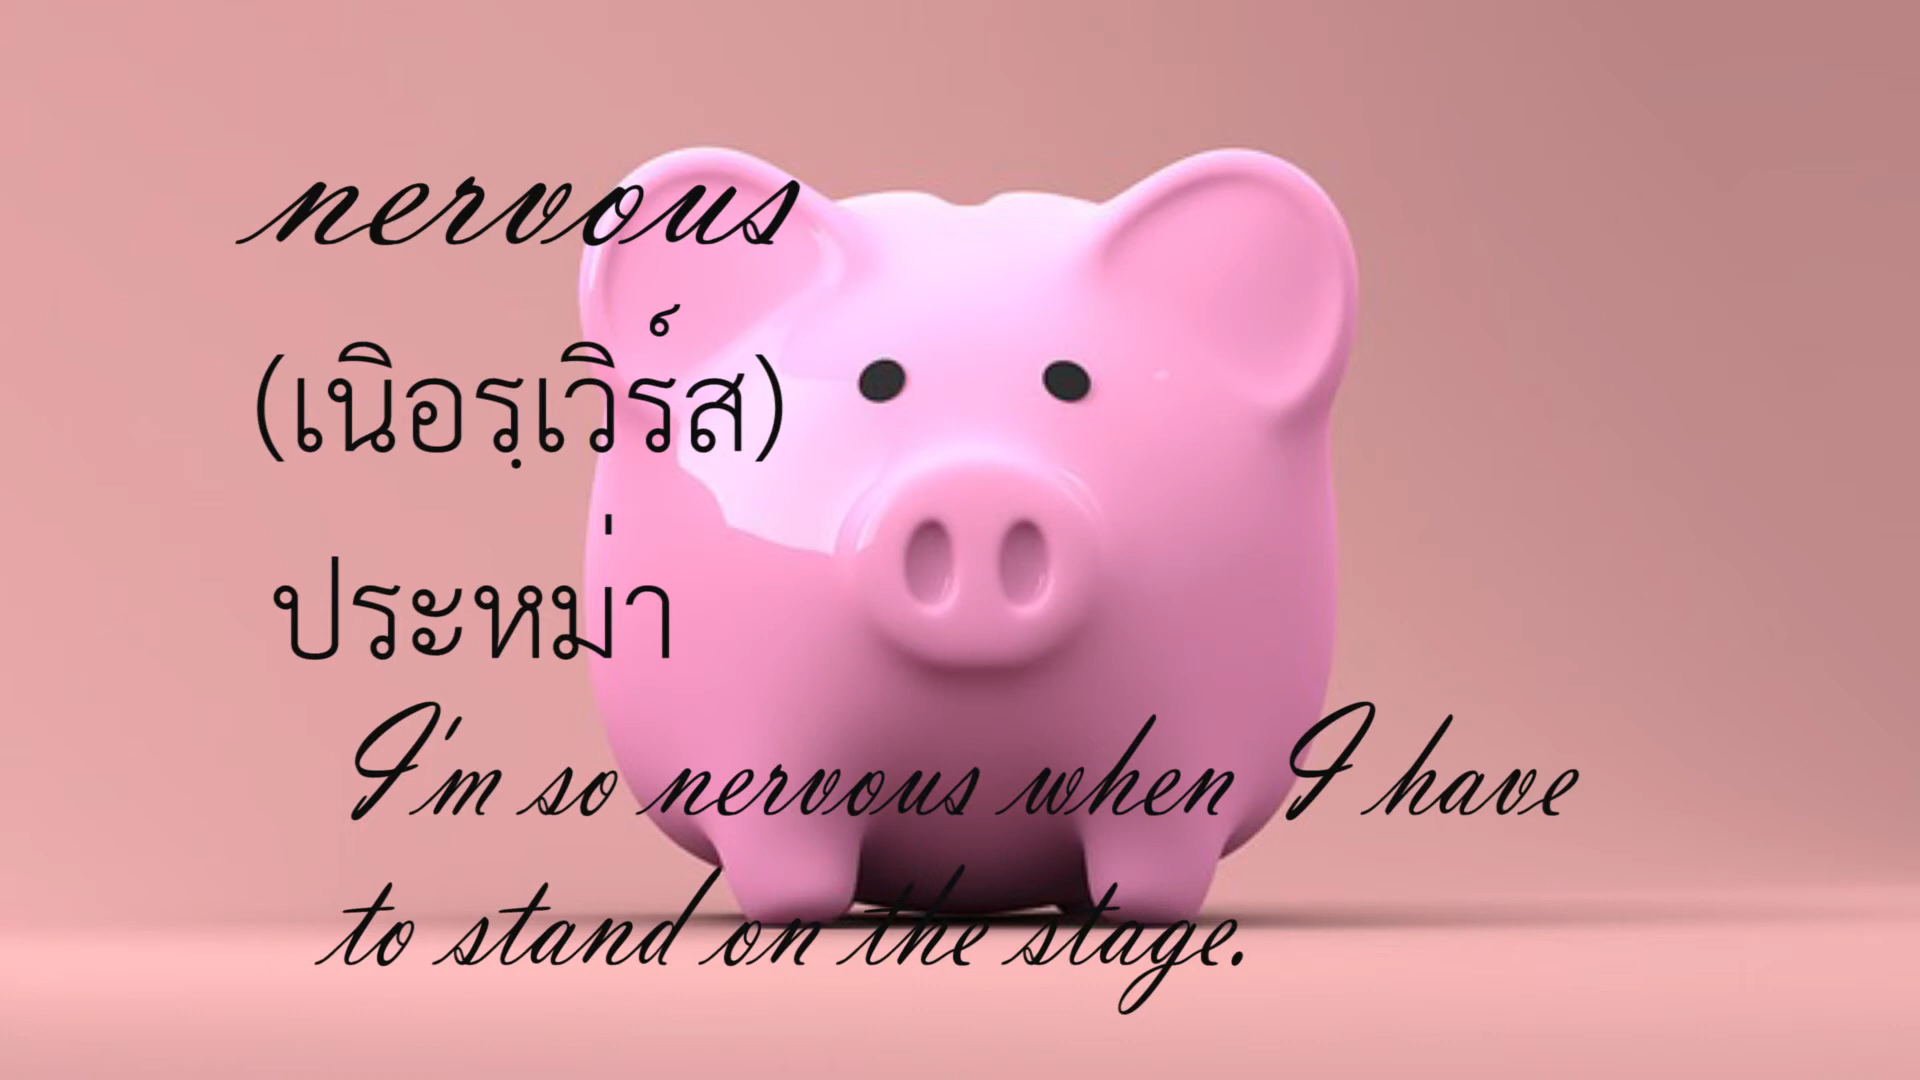 nervous
(เนิอรฺเวิร์ส)
ประหม่า
I'm so nervous when I have
to stand on the stage.